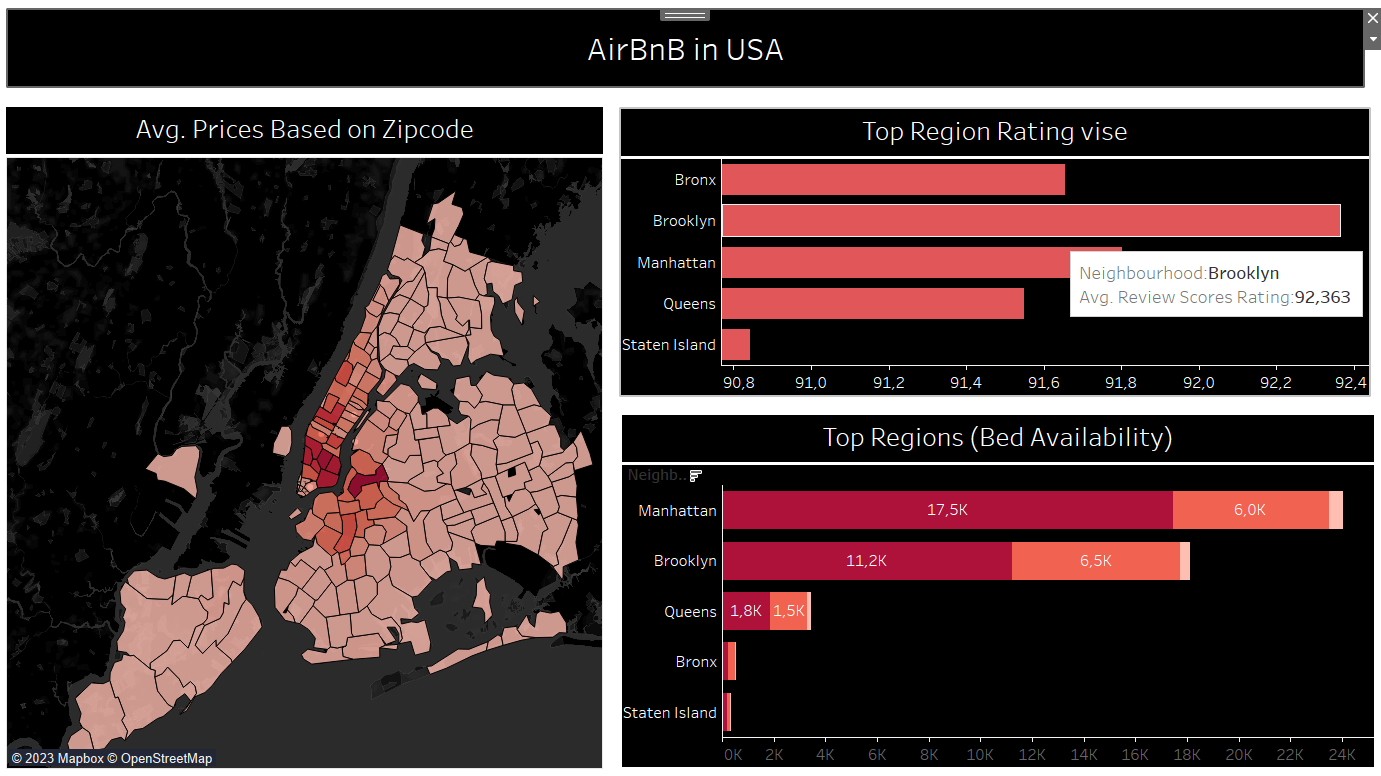 AirBnB in USA
Avg. Prices Based on Zipcode
© 2023 Mapbox © OpenStreetMap
Top Region Rating vise
Bronx
Brooklyn
Manhattan
Queens
Staten Island
Neighbourhood:Brooklyn
Avg. Review Scores Rating:92,363
90,8 91,0 91,2 91,4 91,6 91,8 92,0 92,2 92,4
Top Regions (Bed Availability)
Neighb..
Manhattan 17,5K 6,0K
Brooklyn 11,2K 6,5K
Queens 1,8K 1,5K
Bronx
Staten Island
0K 2K 4K 6K 8K 10K 12K 14K 16K 18K 20K 22K 24K